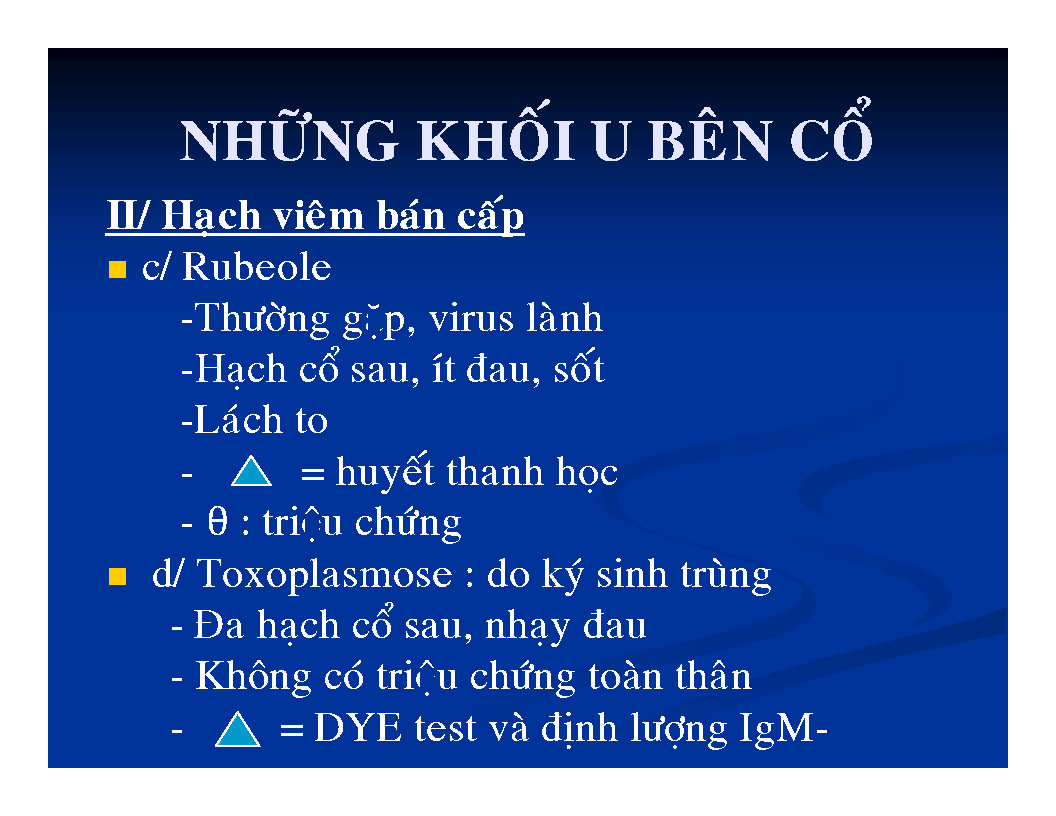 NHỮNG KHỐI U BÊN CỔ
II/ Hạch viêm bán cấp
c/ Rubeole
-Thường gặp, virus lành
-Hạch cổ sau, ít đau, sốt
-Lách to
- = huyết thanh học
- θ : triệu chứng
d/ Toxoplasmose : do ký sinh trùng
- Đa hạch cổ sau, nhạy đau
- Không có triệu chứng toàn thân
- = DYE test và định lượng IgM-